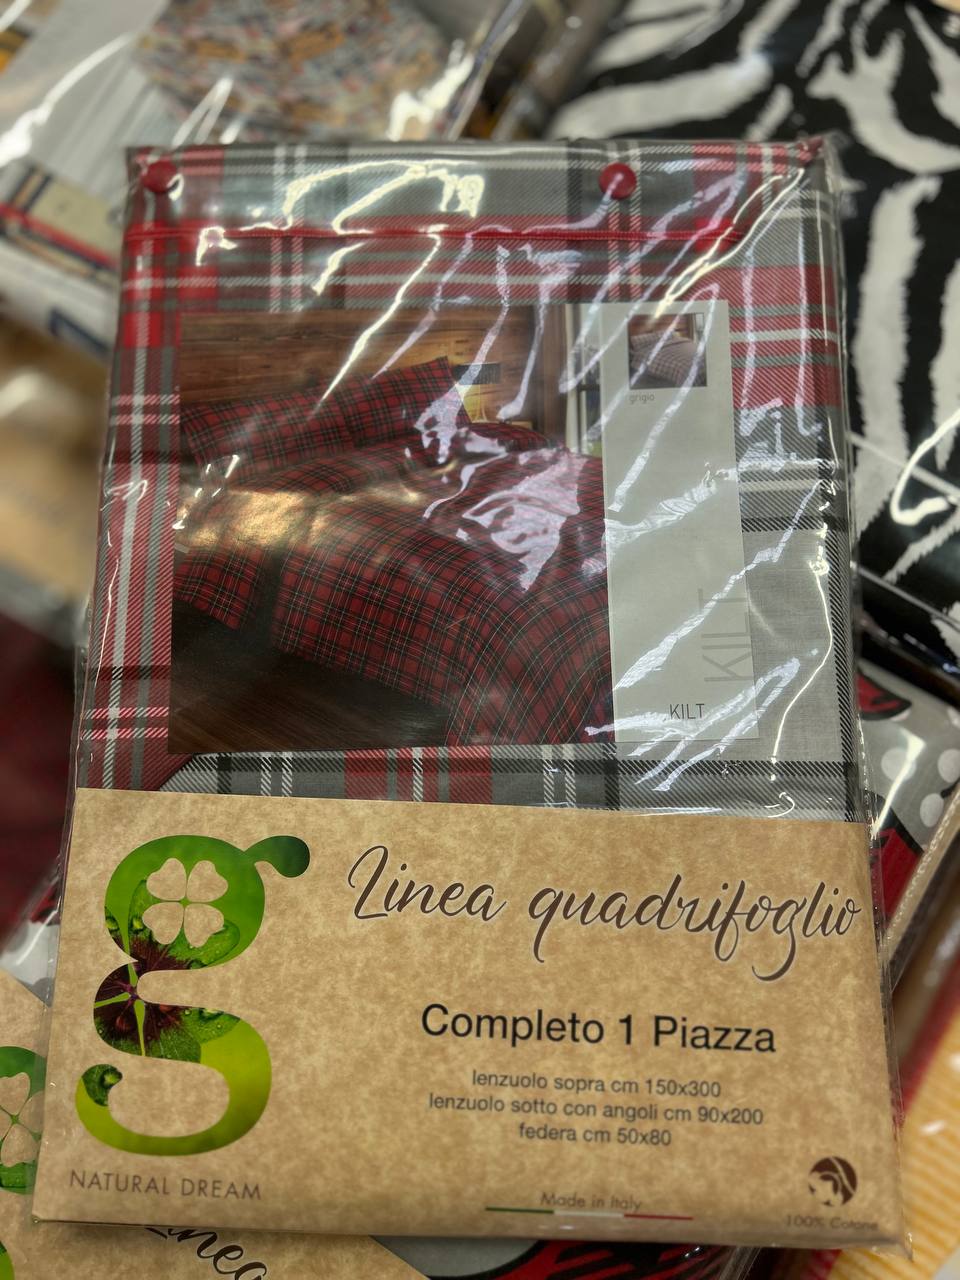 grigio
KILT
KILT
Linea quadrifoglio
Completo 1 Piazza
lenzuolo sopra cm 150x300
lenzuolo sotto con angoli cm 90x200
federa cm 50x80
NATURAL DREAM
Made in Italy
100% Cotone
Linea